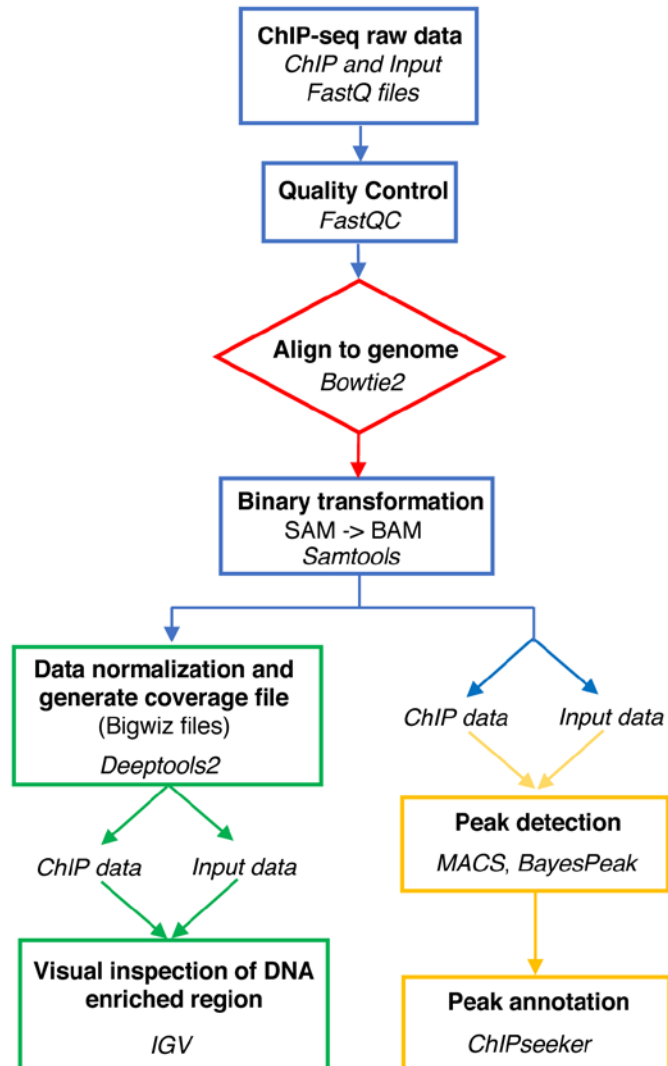 ChIP-seq raw data
ChIP and Input
FastQ files
Quality Control
FastQC
Align to genome
Bowtie2
Binary transformation
SAM -> BAM
Samtools
Data normalization and
generate coverage file
(Bigwiz files)
Deeptools2
ChIP data
Input data
Visual inspection of DNA
enriched region
IGV
ChIP data
Input data
Peak detection
MACS, BayesPeak
Peak annotation
ChIPseeker